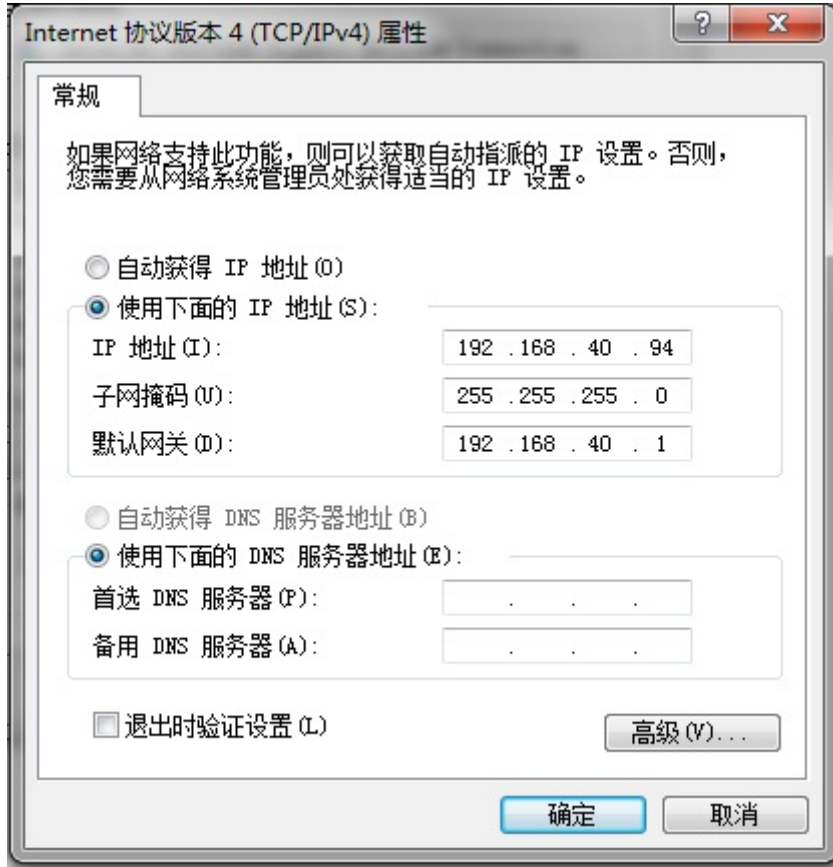 Internet 协议版本 4 (TCP/IPv4) 属性
常规
如果网络支持此功能，则可以获取自动指派的 IP 设置。否则，
您需要从网络系统管理员处获得适当的 IP 设置。
自动获得 IP 地址(O)
使用下面的 IP 地址(S):
IP 地址(I): 192 .168 . 40 . 94
子网掩码(U): 255 .255 .255 . 0
默认网关(D): 192 .168 . 40 . 1
自动获得 DNS 服务器地址(B)
使用下面的 DNS 服务器地址(E):
首选 DNS 服务器(P): . . .
备用 DNS 服务器(A): . . .
退出时验证设置(L)
高级(V)...
确定 取消